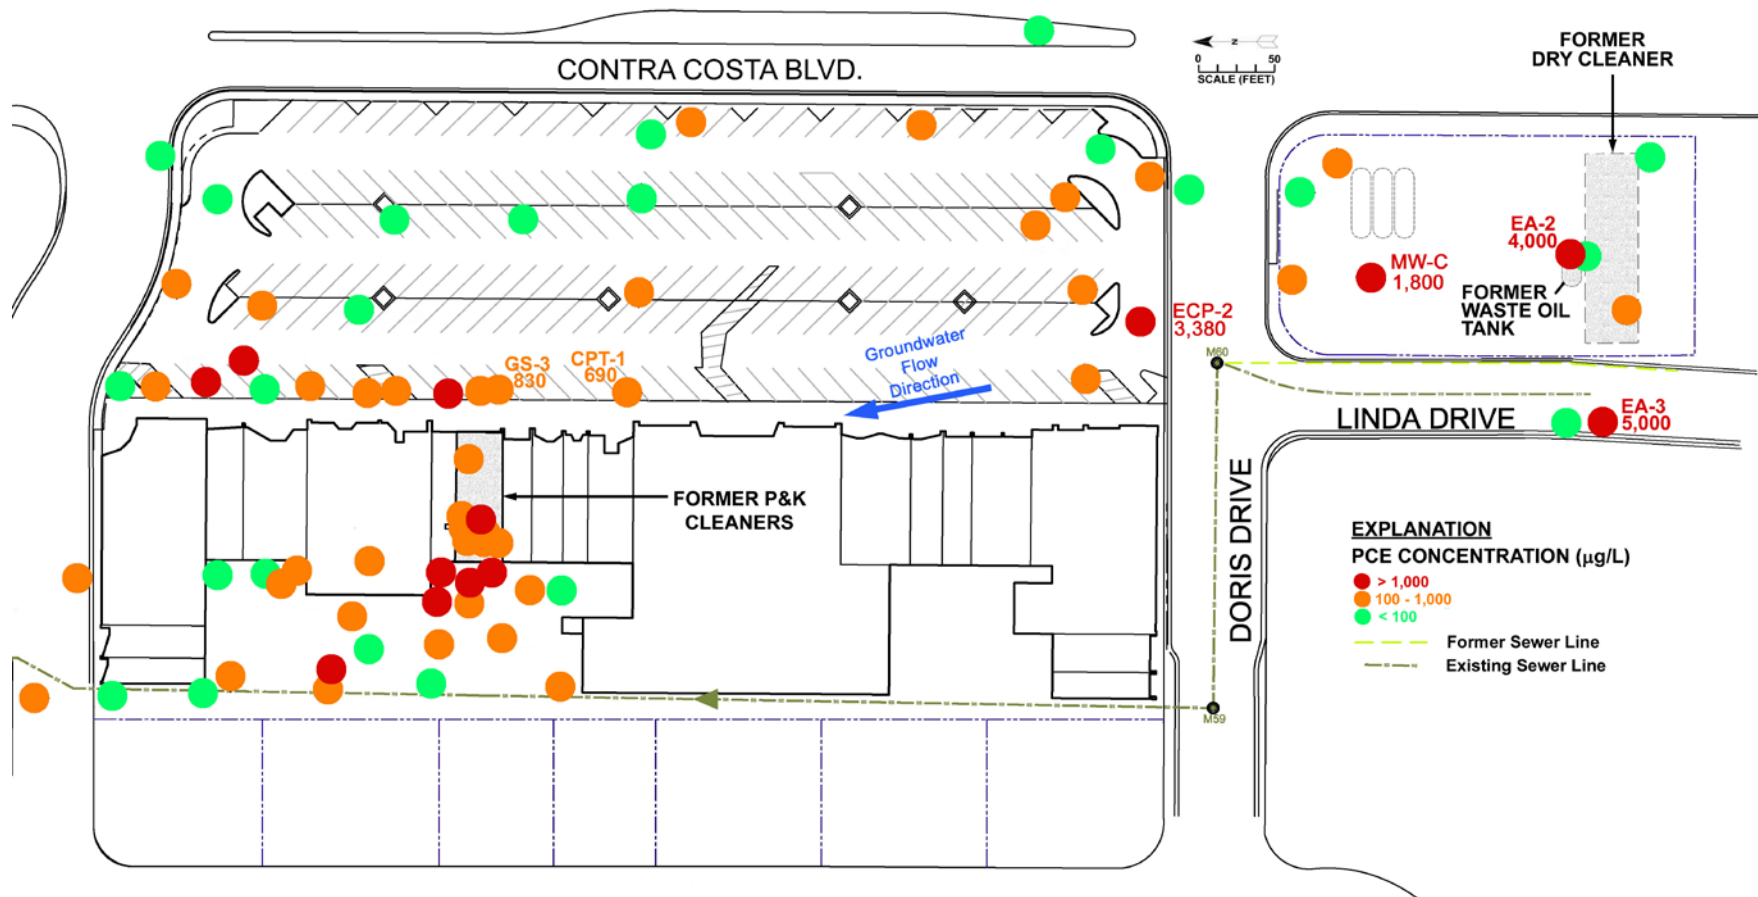 CONTRA COSTA BLVD.
N
0 50
SCALE (FEET)
FORMER
DRY CLEANER
EA-2
4,000
MW-C
1,800
FORMER
WASTE OIL
TANK
ECP-2
3,380
Groundwater
Flow
Direction
GS-3
830
CPT-1
690
M60
LINDA DRIVE
EA-3
5,000
FORMER P&K
CLEANERS
DORIS DRIVE
M59
EXPLANATION
PCE CONCENTRATION (µg/L)
> 1,000
100 - 1,000
< 100
Former Sewer Line
Existing Sewer Line